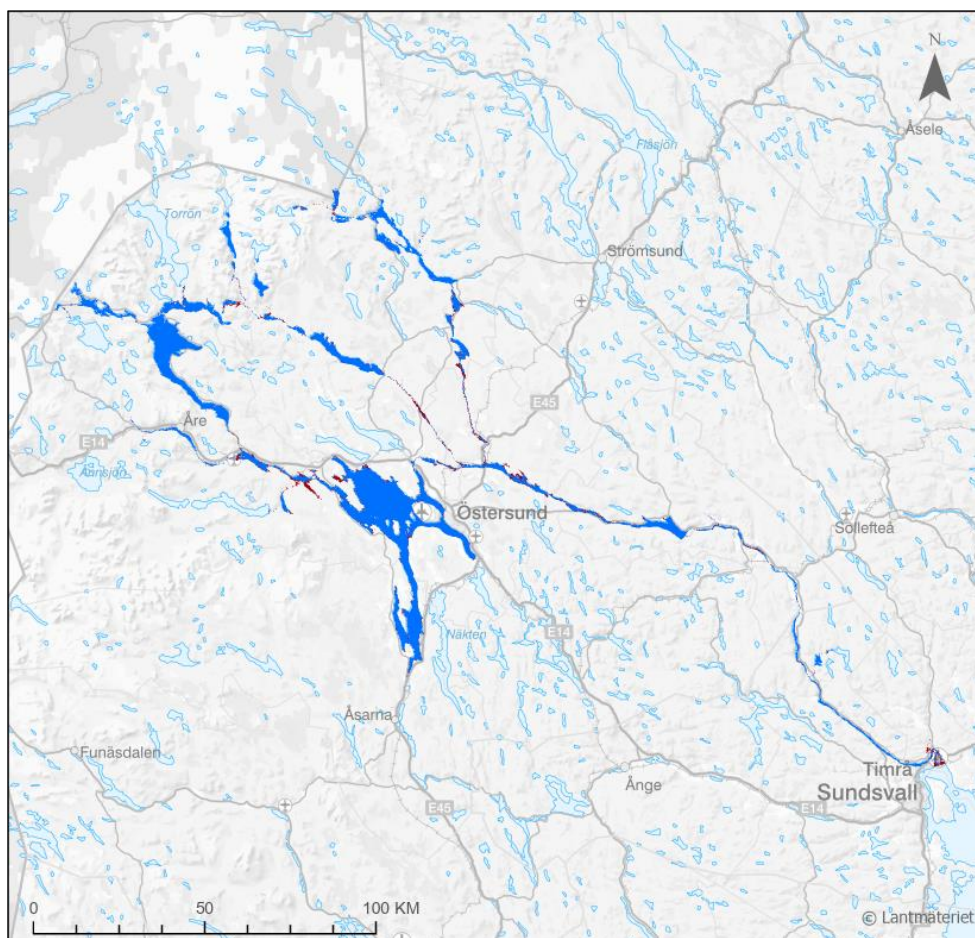 N
Åsele
Flåsjön
Torrön
Strömsund
E45
Åre
E14
Ånnsjön
Östersund
Sollefteå
Näkten
E14
Åsarna
Funäsdalen
Timrå
Ånge
Sundsvall
E45
E14
0 50 100 KM
© Lantmäteriet